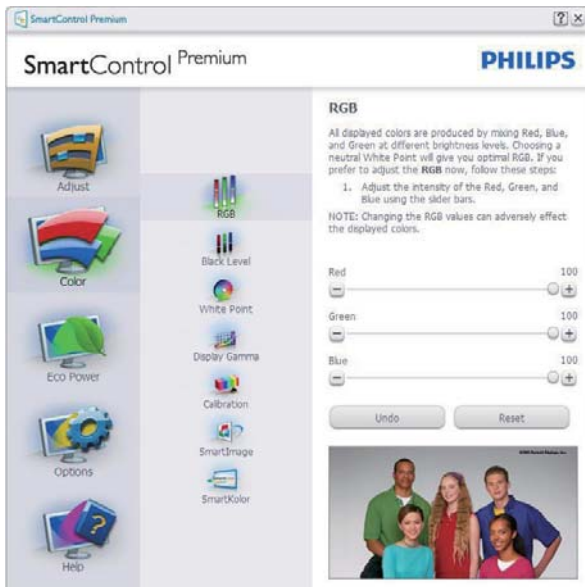 SmartControl Premium
SmartControl Premium
PHILIPS
Adjust
Color
Eco Power
Options
Help
RGB
Black Level
White Point
Display Gamma
Calibration
SmartImage
SmartKolor
RGB
All displayed colors are produced by mixing Red, Blue,
and Green at different brightness levels. Choosing a
neutral White Point will give you optimal RGB. If you
prefer to adjust the RGB now, follow these steps:
1. Adjust the intensity of the Red, Green, and
Blue using the slider bars.
NOTE: Changing the RGB values can adversely effect
the displayed colors.
Red 100
Green 100
Blue 100
Undo Reset